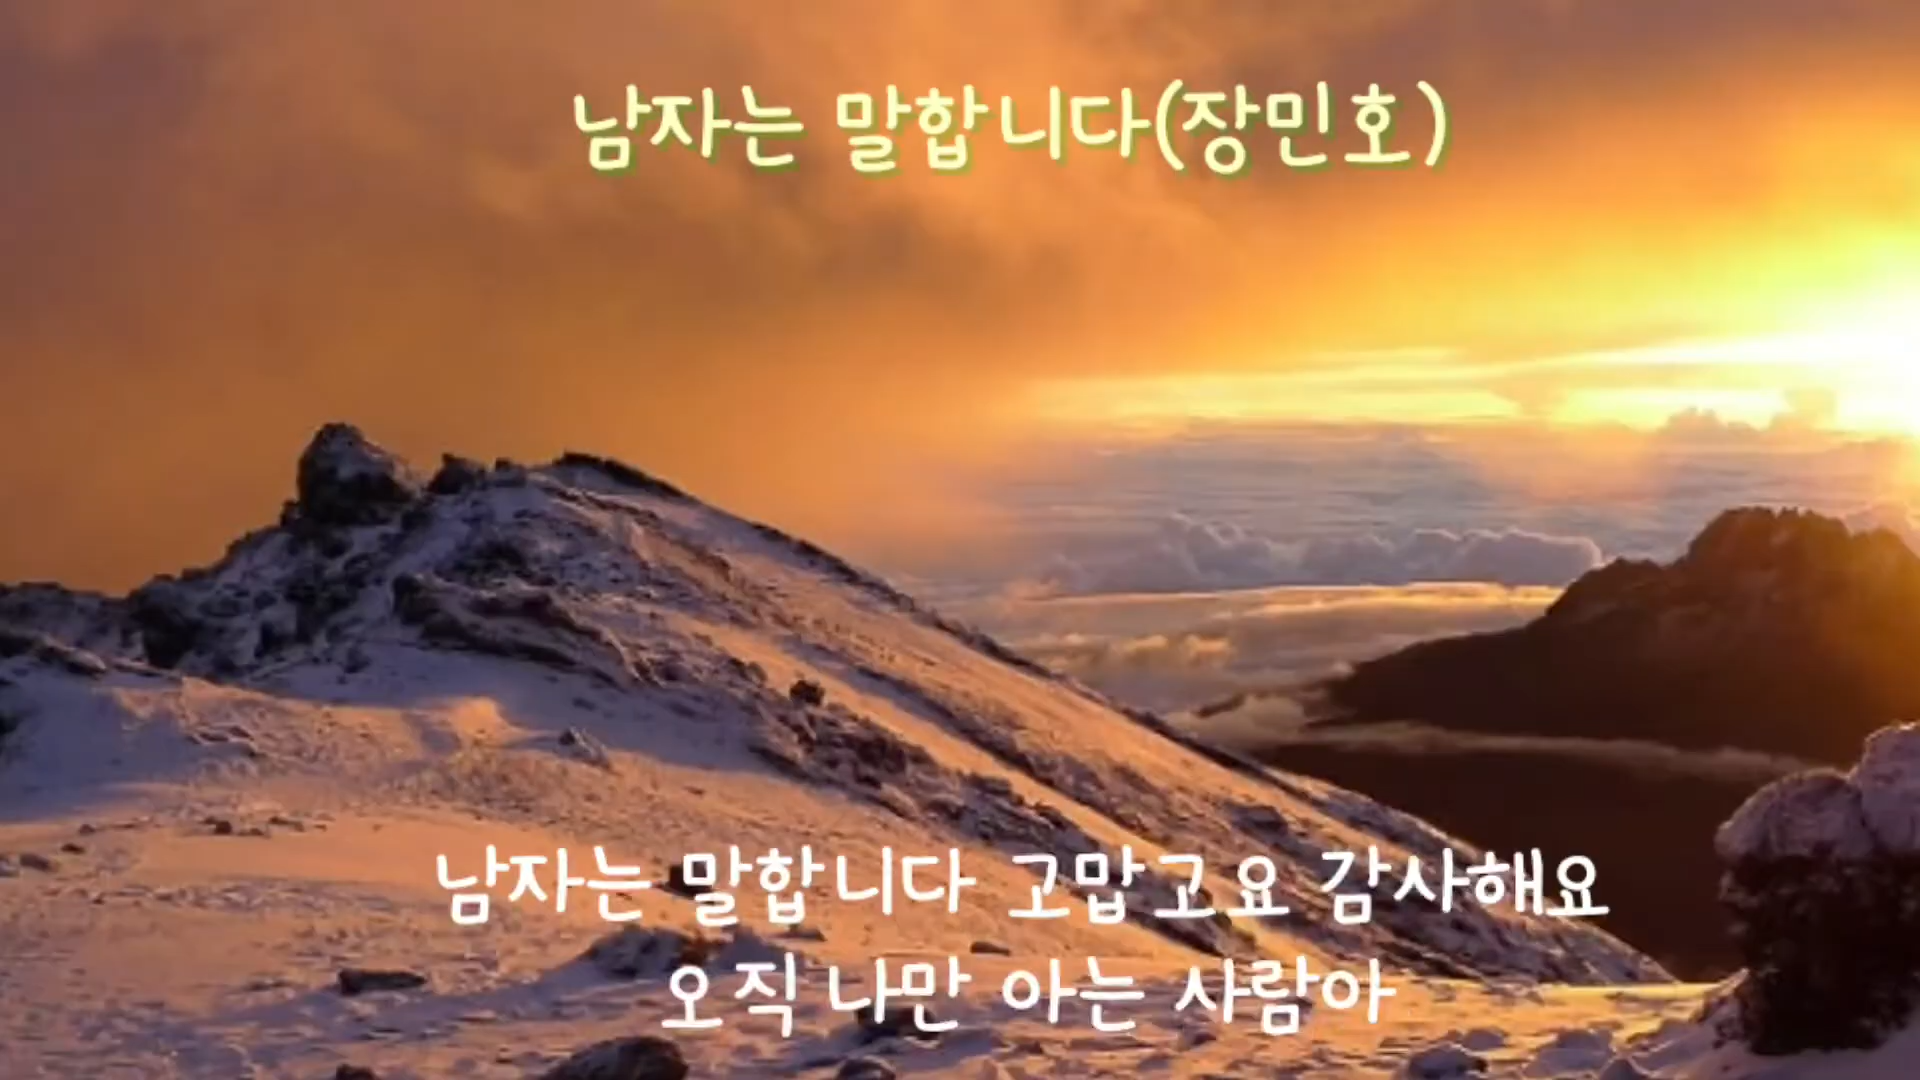 남자는 말합니다(장민호)
남자는 말합니다 고맙고요 감사해요
오직 나만 아는 사람아